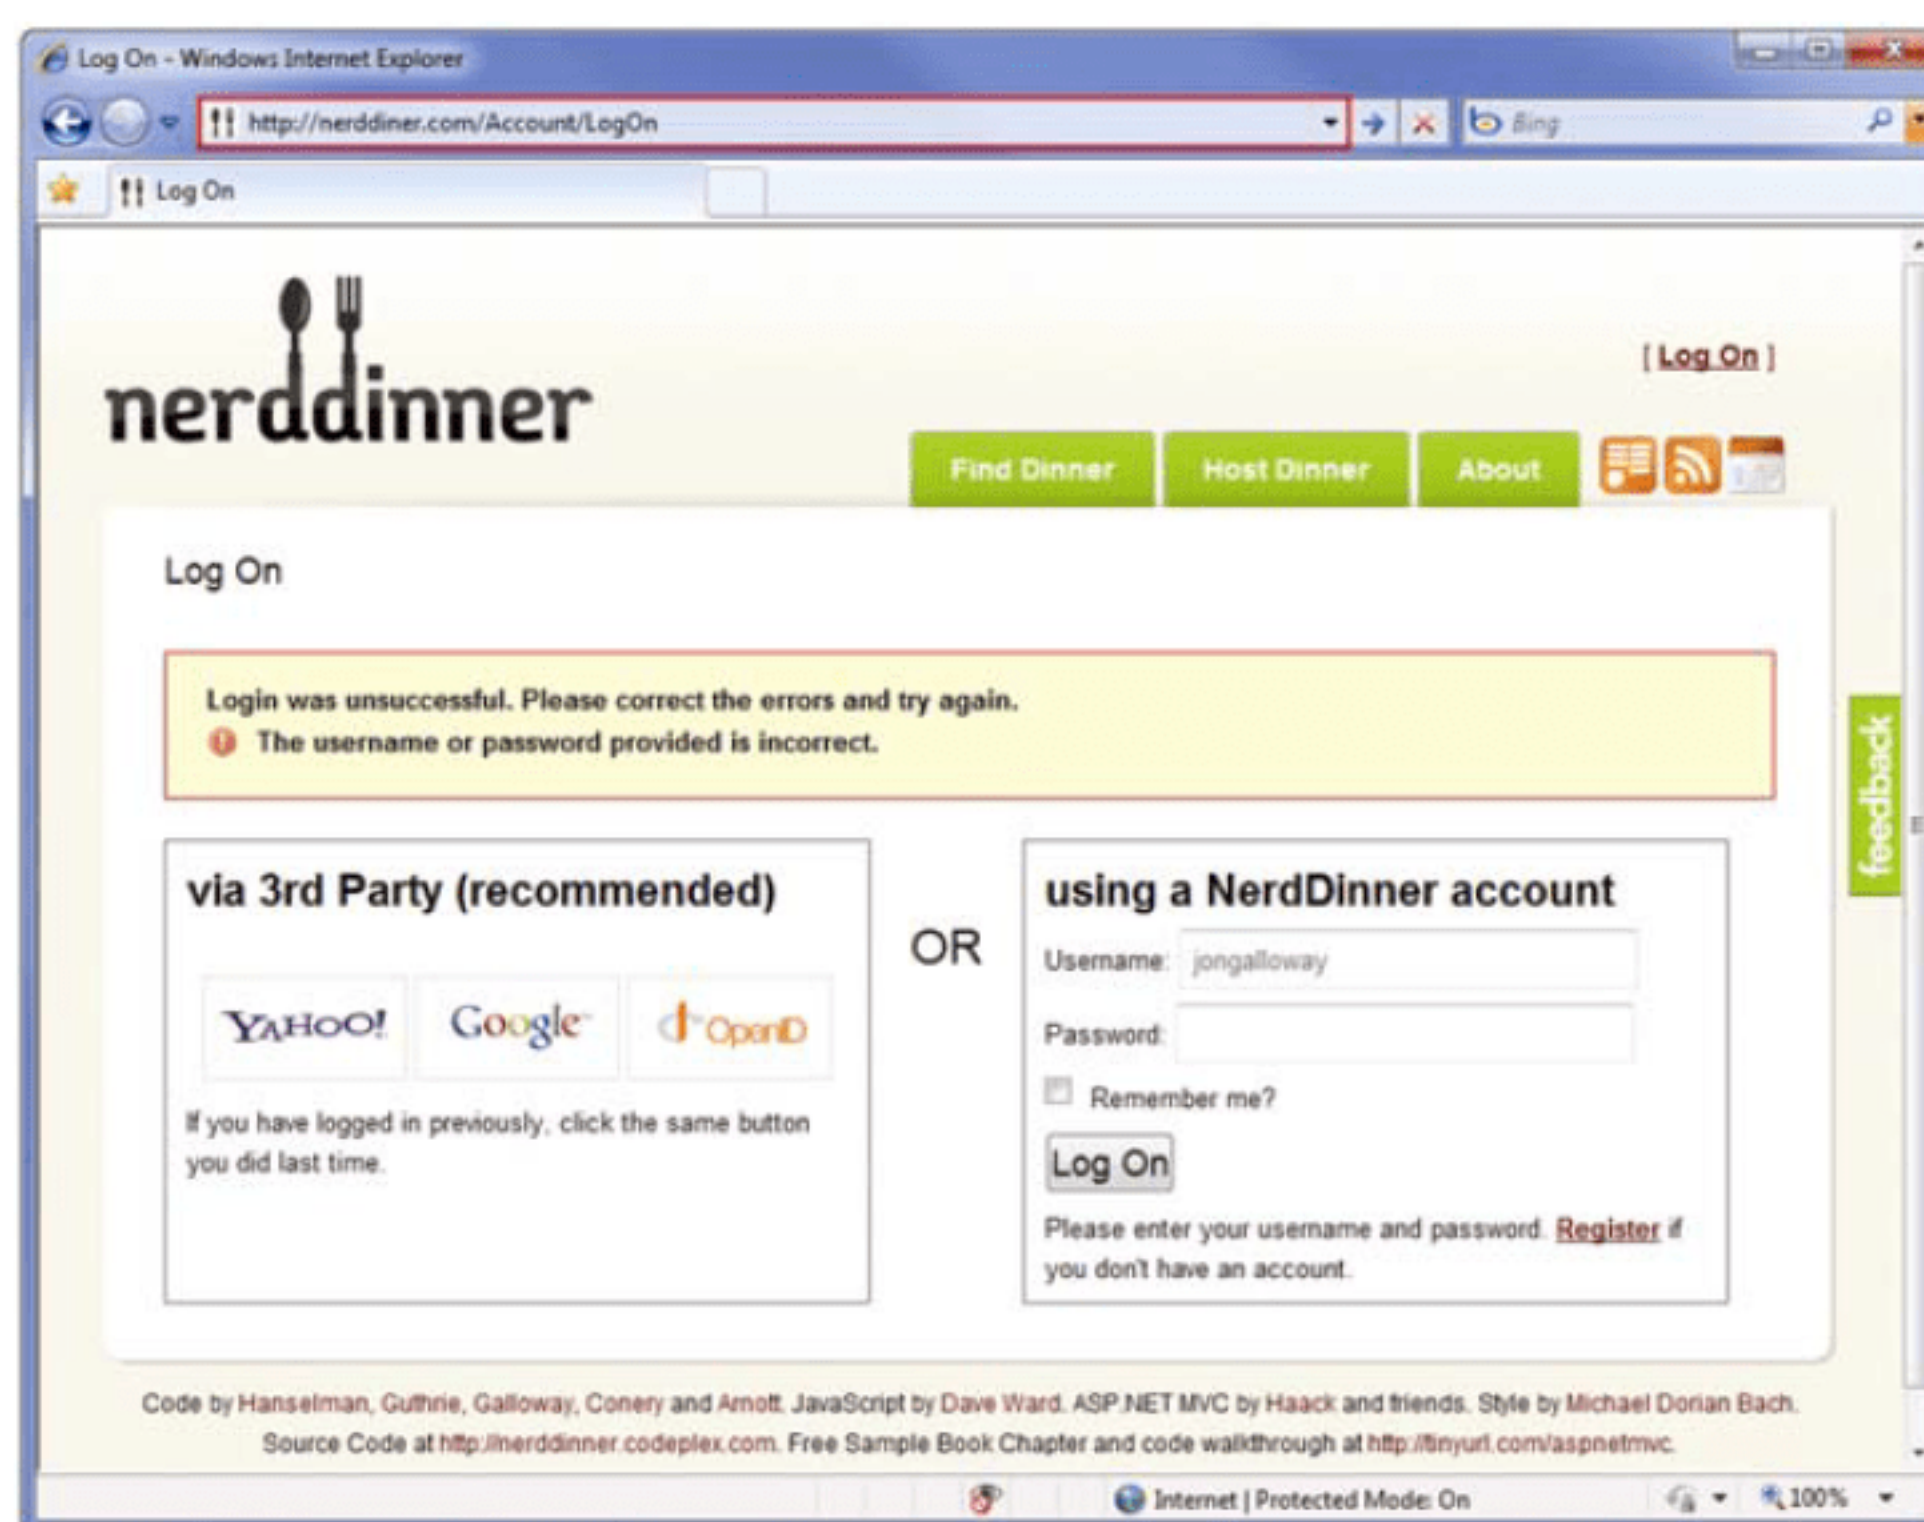 Log On - Windows Internet Explorer
http://nerddiner.com/Account/LogOn
Bing
Log On
nerddinner
[ Log On ]
Find Dinner
Host Dinner
About
Log On
Login was unsuccessful. Please correct the errors and try again.
The username or password provided is incorrect.
feedback
via 3rd Party (recommended)
YAHOO!
Google
OpenID
If you have logged in previously, click the same button
you did last time.
OR
using a NerdDinner account
Username: jongalloway
Password:
Remember me?
Log On
Please enter your username and password. Register if
you don't have an account.
Code by Hanselman, Guthrie, Galloway, Conery and Arnott. JavaScript by Dave Ward. ASP.NET MVC by Haack and friends. Style by Michael Dorian Bach.
Source Code at http://nerddinner.codeplex.com. Free Sample Book Chapter and code walkthrough at http://tinyurl.com/aspnetmvc.
Internet | Protected Mode: On
100%